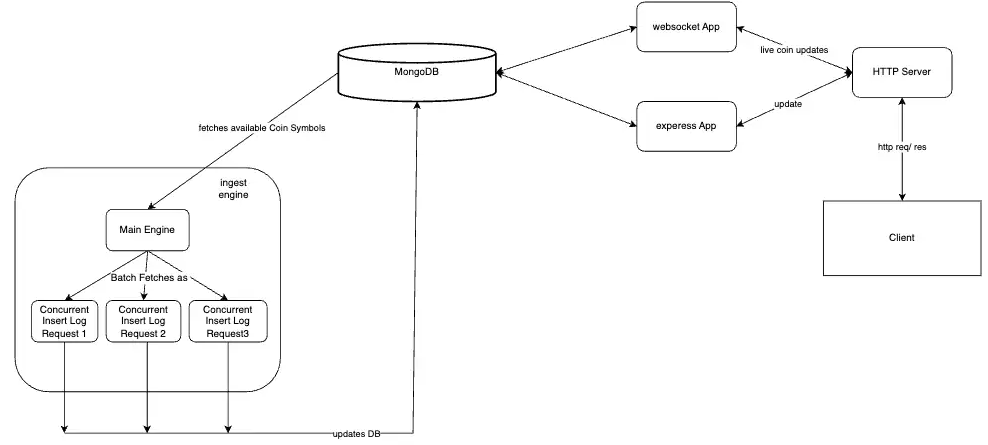 websocket App
live coin updates
MongoDB
HTTP Server
update
experess App
fetches available Coin Symbols
http req/ res
ingest
engine
Main Engine
Client
Batch Fetches as
Concurrent
Insert Log
Request 1
Concurrent
Insert Log
Request 2
Concurrent
Insert Log
Request3
updates DB